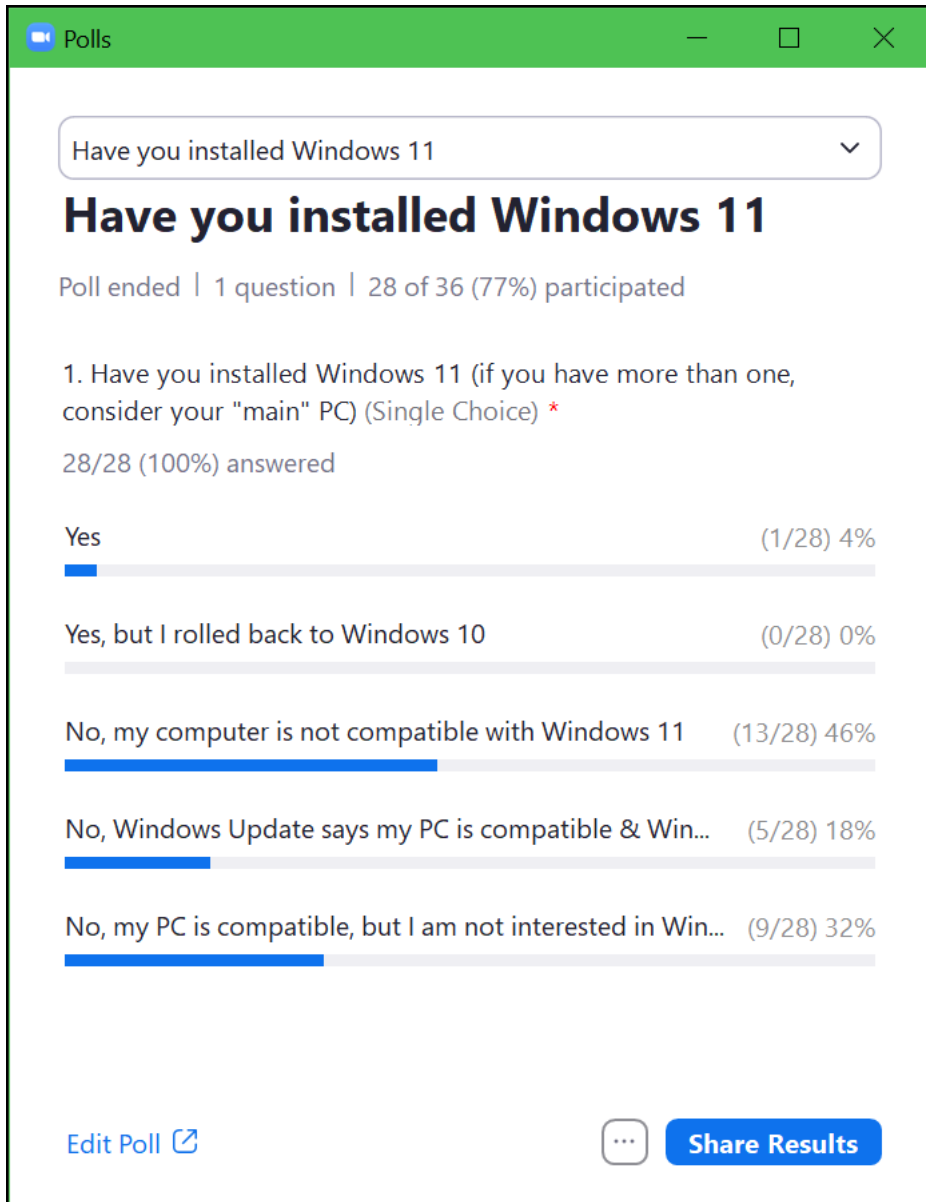 Polls
Have you installed Windows 11
Have you installed Windows 11
Poll ended | 1 question | 28 of 36 (77%) participated
1. Have you installed Windows 11 (if you have more than one,
consider your "main" PC) (Single Choice) *
28/28 (100%) answered
Yes (1/28) 4%
Yes, but I rolled back to Windows 10 (0/28) 0%
No, my computer is not compatible with Windows 11 (13/28) 46%
No, Windows Update says my PC is compatible & Win... (5/28) 18%
No, my PC is compatible, but I am not interested in Win... (9/28) 32%
Edit Poll ... Share Results